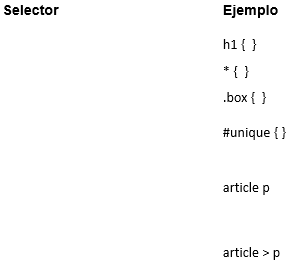 Selector Ejemplo
h1 { }
* { }
.box { }
#unique { }
article p
article > p